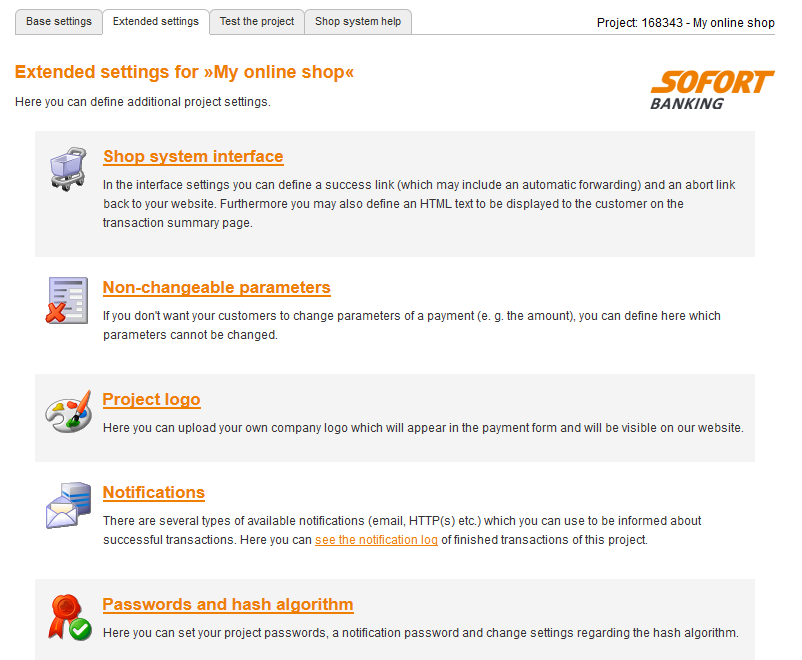 Base settings Extended settings Test the project Shop system help Project: 168343 - My online shop
Extended settings for »My online shop«
Here you can define additional project settings.
SOFORT
BANKING
Shop system interface
In the interface settings you can define a success link (which may include an automatic forwarding) and an abort link
back to your website. Furthermore you may also define an HTML text to be displayed to the customer on the
transaction summary page.
Non-changeable parameters
If you don't want your customers to change parameters of a payment (e. g. the amount), you can define here which
parameters cannot be changed.
Project logo
Here you can upload your own company logo which will appear in the payment form and will be visible on our website.
Notifications
There are several types of available notifications (email, HTTP(s) etc.) which you can use to be informed about
successful transactions. Here you can see the notification log of finished transactions of this project.
Passwords and hash algorithm
Here you can set your project passwords, a notification password and change settings regarding the hash algorithm.